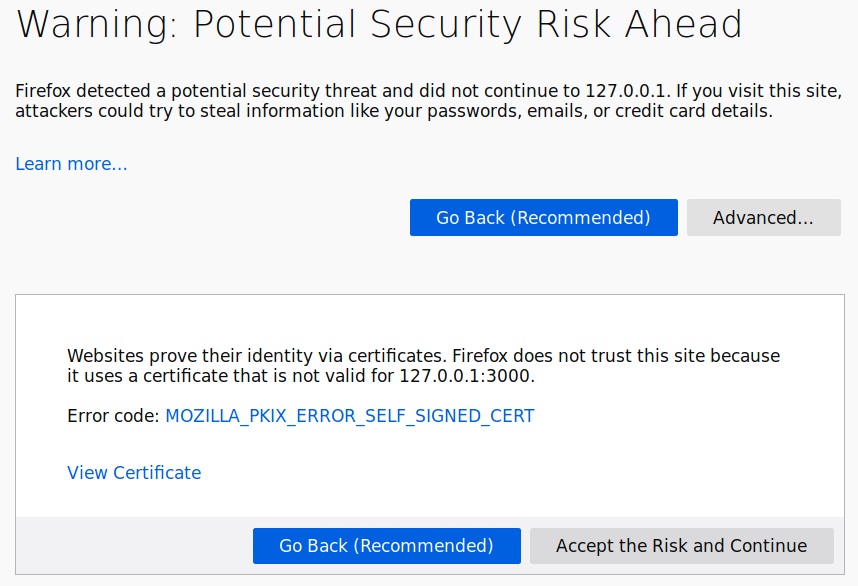 Warning: Potential Security Risk Ahead
Firefox detected a potential security threat and did not continue to 127.0.0.1. If you visit this site,
attackers could try to steal information like your passwords, emails, or credit card details.
Learn more…
Go Back (Recommended)
Advanced…
Websites prove their identity via certificates. Firefox does not trust this site because
it uses a certificate that is not valid for 127.0.0.1:3000.
Error code: MOZILLA_PKIX_ERROR_SELF_SIGNED_CERT
View Certificate
Go Back (Recommended)
Accept the Risk and Continue